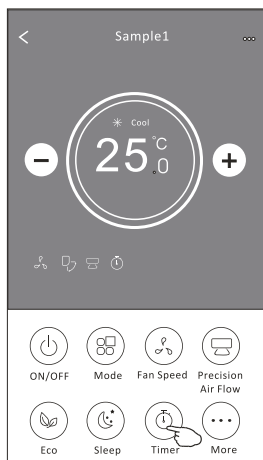 Sample1
Cool
25.0°C
ON/OFF Mode Fan Speed Precision Air Flow
Eco Sleep Timer More